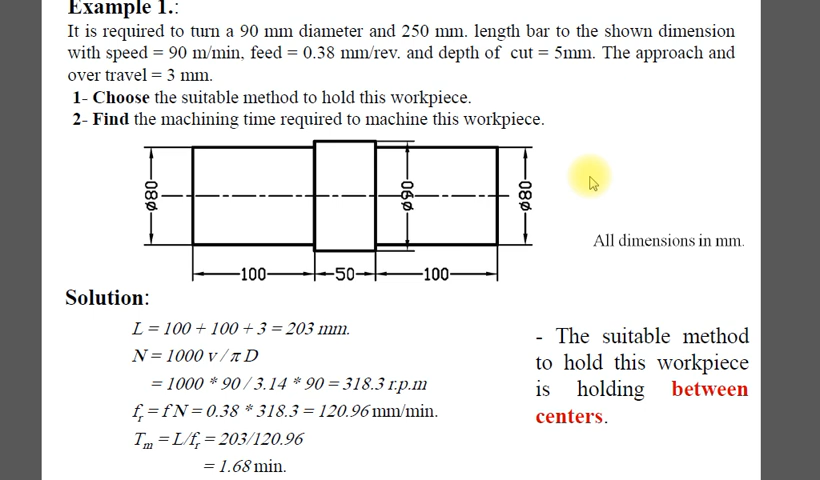 Example 1.:
It is required to turn a 90 mm diameter and 250 mm. length bar to the shown dimension
with speed = 90 m/min, feed = 0.38 mm/rev. and depth of cut = 5mm. The approach and
over travel = 3 mm.
1- Choose the suitable method to hold this workpiece.
2- Find the machining time required to machine this workpiece.
ø80
ø90
ø80
All dimensions in mm.
100
50
100
Solution:
L = 100 + 100 + 3 = 203 mm.
N = 1000 v / π D
= 1000 * 90 / 3.14 * 90 = 318.3 r.p.m
fr = f N = 0.38 * 318.3 = 120.96 mm/min.
Tm = L/fr = 203/120.96
= 1.68 min.
- The suitable method
to hold this workpiece
is holding between
centers.